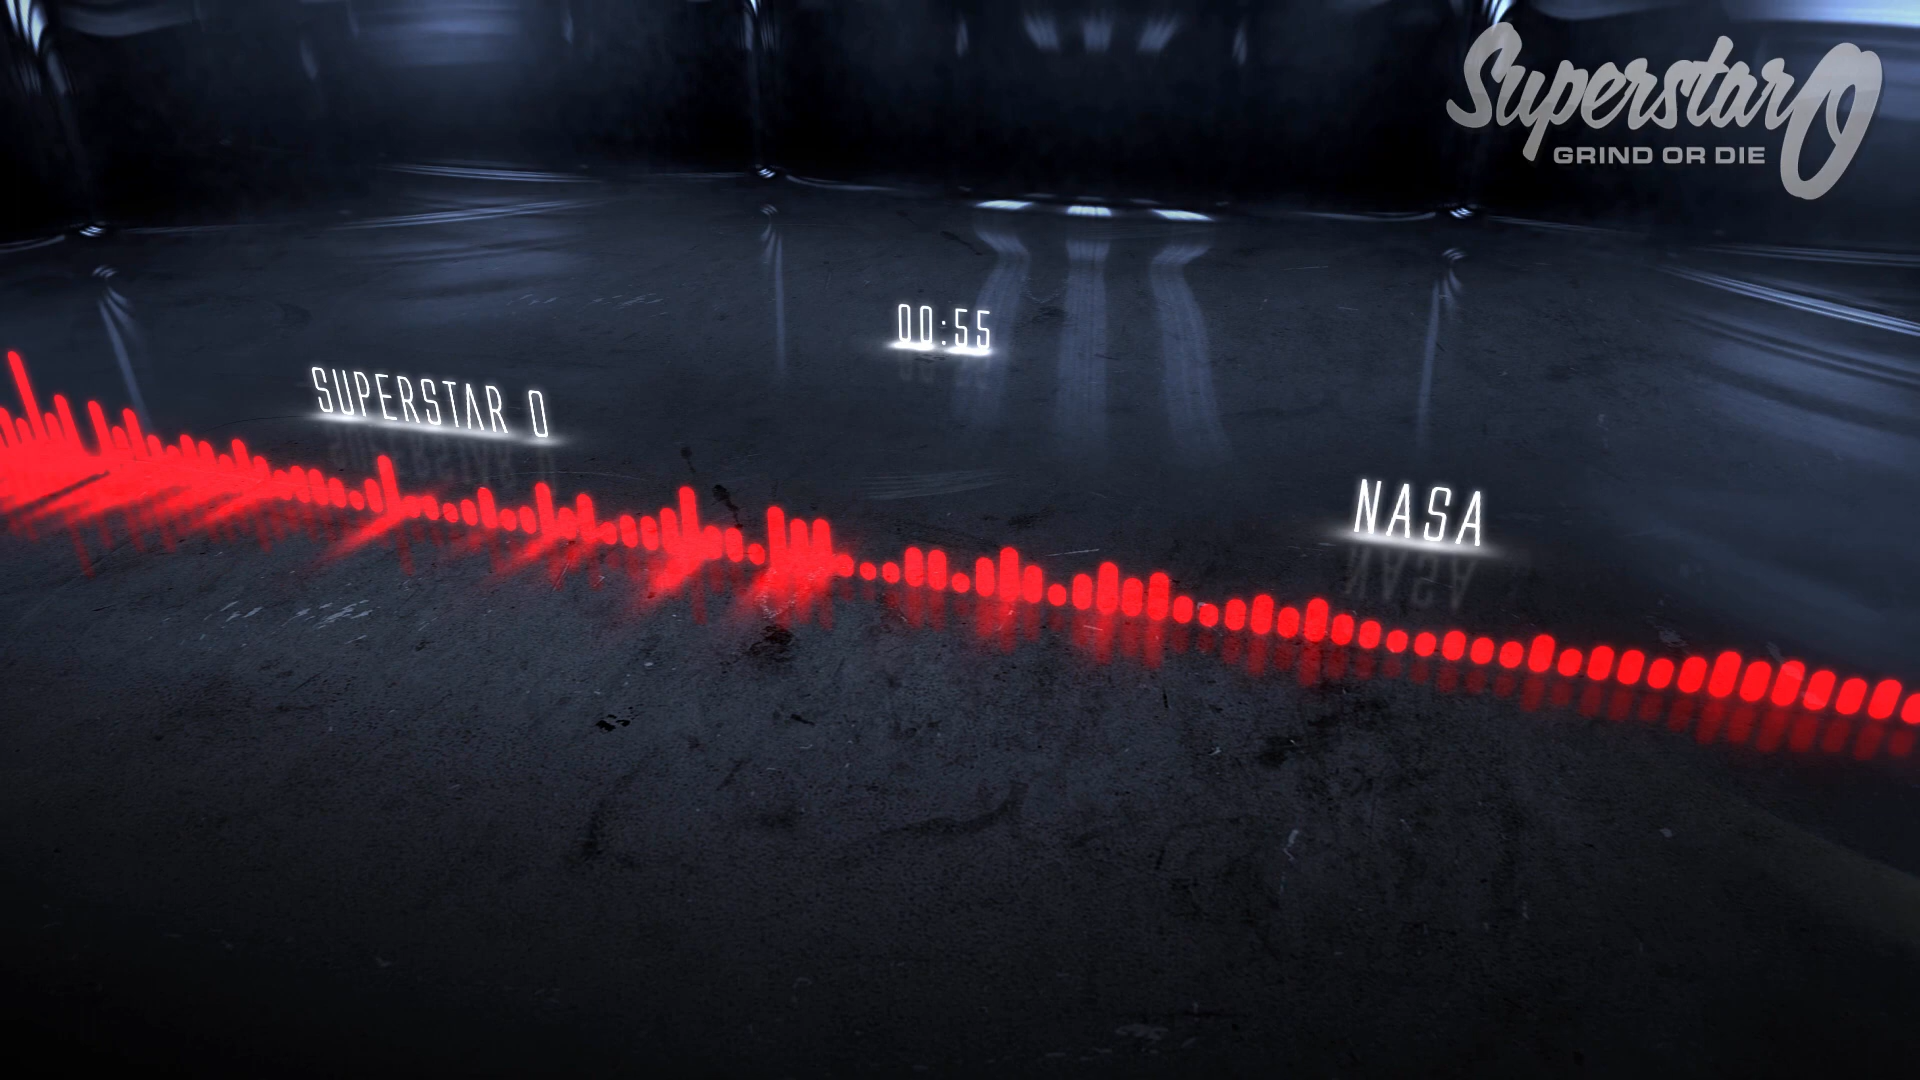 Superstar O
GRIND OR DIE
00:55
SUPERSTAR O
NASA